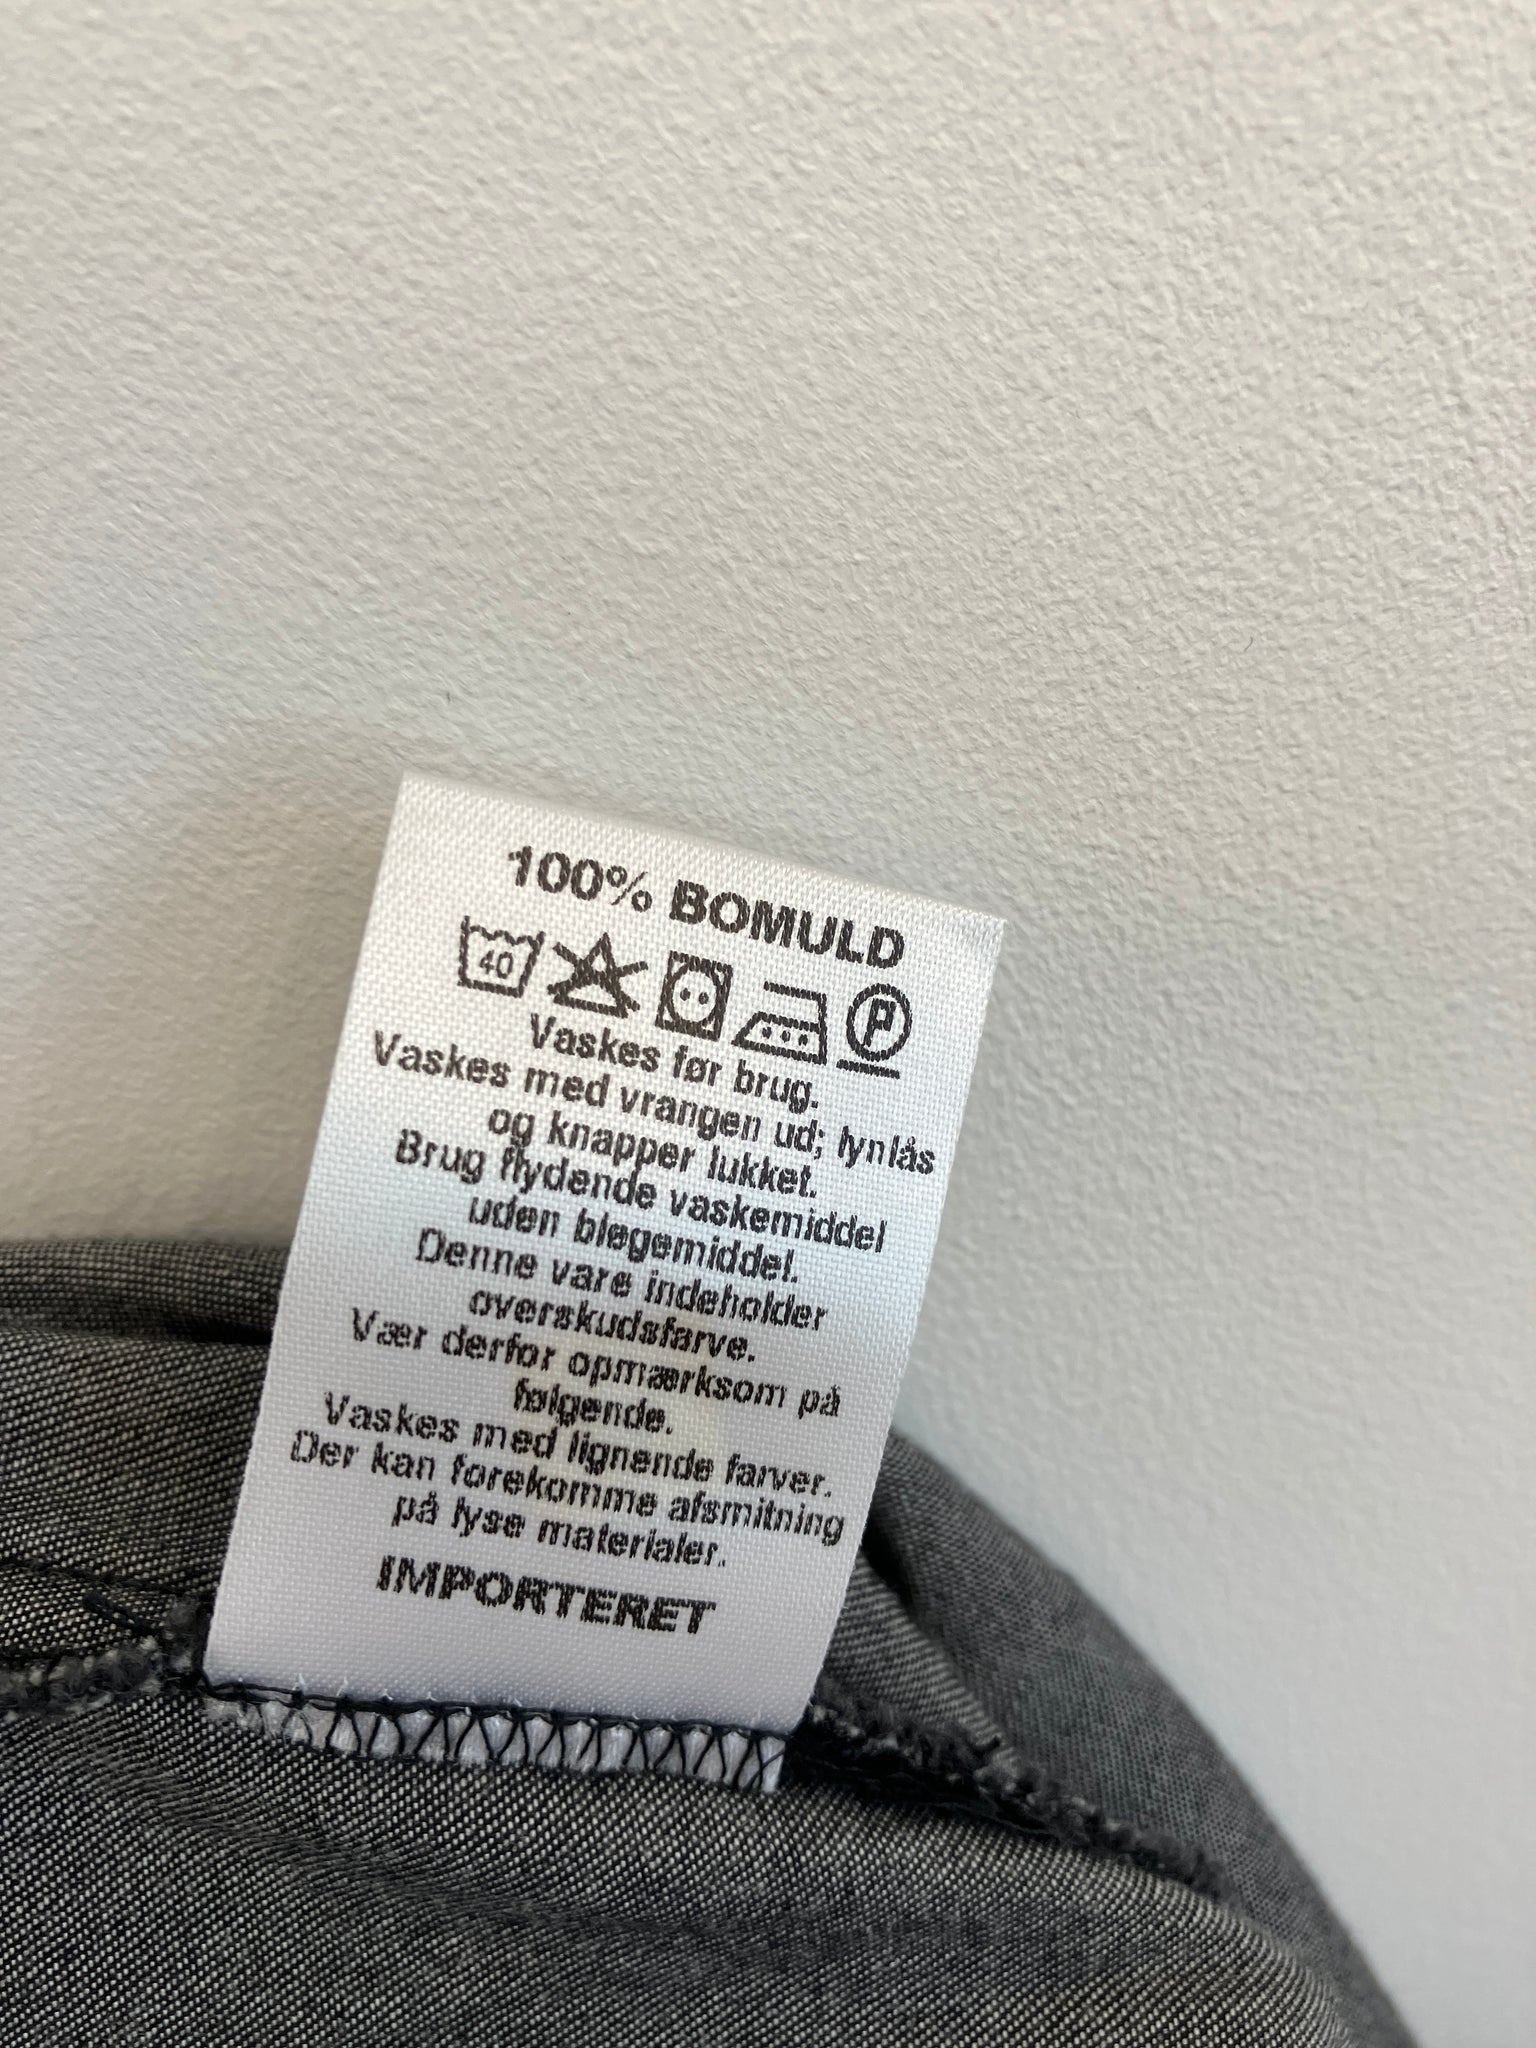 100% BOMULD
40 P
Vaskes før brug.
Vaskes med vrangen ud; lynlås
og knapper lukket.
Brug flydende vaskemiddel
uden blegemiddel.
Denne vare indeholder
overskudsfarve.
Vær derfor opmærksom på
følgende.
Vaskes med lignende farver.
Der kan forekomme afsmitning
på lyse materialer.
IMPORTERET